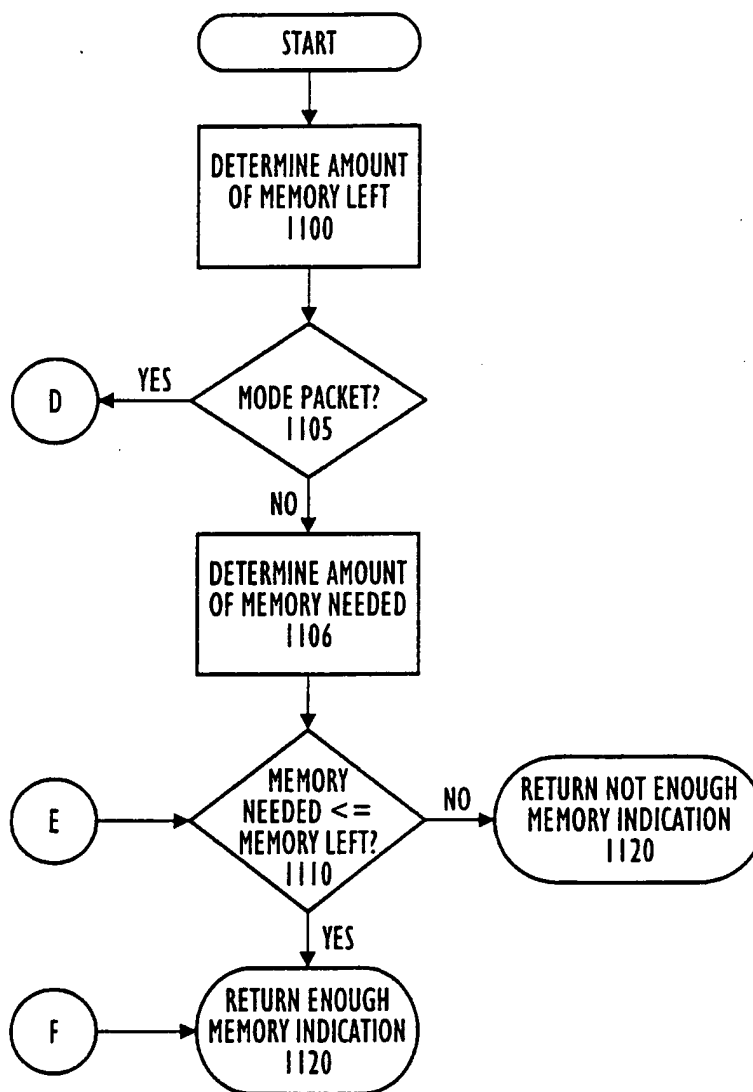 START
DETERMINE AMOUNT
OF MEMORY LEFT
1100
D
YES
MODE PACKET?
1105
NO
DETERMINE AMOUNT
OF MEMORY NEEDED
1106
E
MEMORY
NEEDED <=
MEMORY LEFT?
1110
NO
RETURN NOT ENOUGH
MEMORY INDICATION
1120
YES
F
RETURN ENOUGH
MEMORY INDICATION
1120